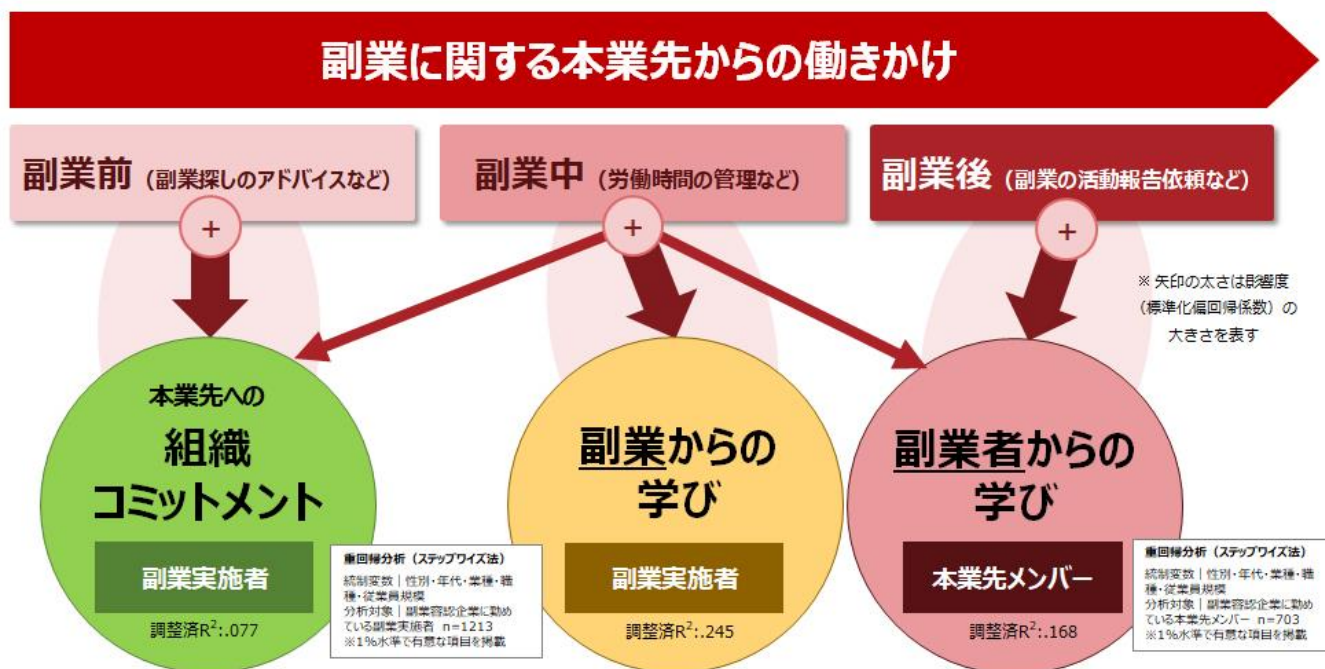 副業に関する本業先からの働きかけ
副業前（副業探しのアドバイスなど）
副業中（労働時間の管理など）
副業後（副業の活動報告依頼など）
+
+
+
※ 矢印の太さは影響度
（標準化偏回帰係数）の
大きさを表す
本業先への
組織
コミットメント
副業実施者
調整済R²:.077
重回帰分析（ステップワイズ法）
統制変数｜性別・年代・業種・職
種・従業員規模
分析対象｜副業容認企業に勤め
ている副業実施者 n=1213
※1％水準で有意な項目を掲載
副業からの
学び
副業実施者
調整済R²:.245
副業者からの
学び
本業先メンバー
調整済R²:.168
重回帰分析（ステップワイズ法）
統制変数｜性別・年代・業種・職
種・従業員規模
分析対象｜副業容認企業に勤め
ている本業先メンバー n=703
※1％水準で有意な項目を掲載